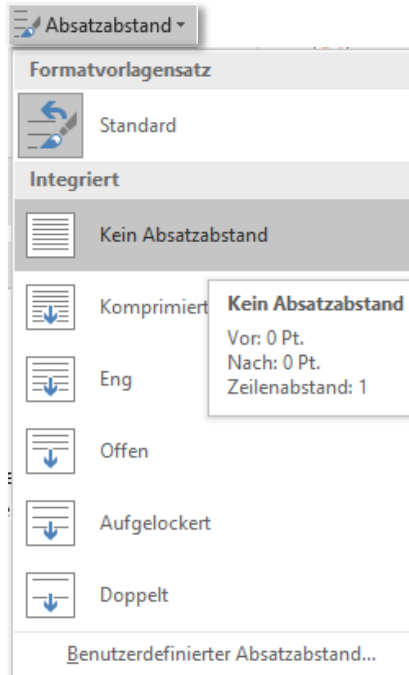 Absatzabstand
Formatvorlagensatz
Standard
Integriert
Kein Absatzabstand
Komprimiert
Kein Absatzabstand
Vor: 0 Pt.
Nach: 0 Pt.
Zeilenabstand: 1
Eng
Offen
Aufgelockert
Doppelt
Benutzerdefinierter Absatzabstand...